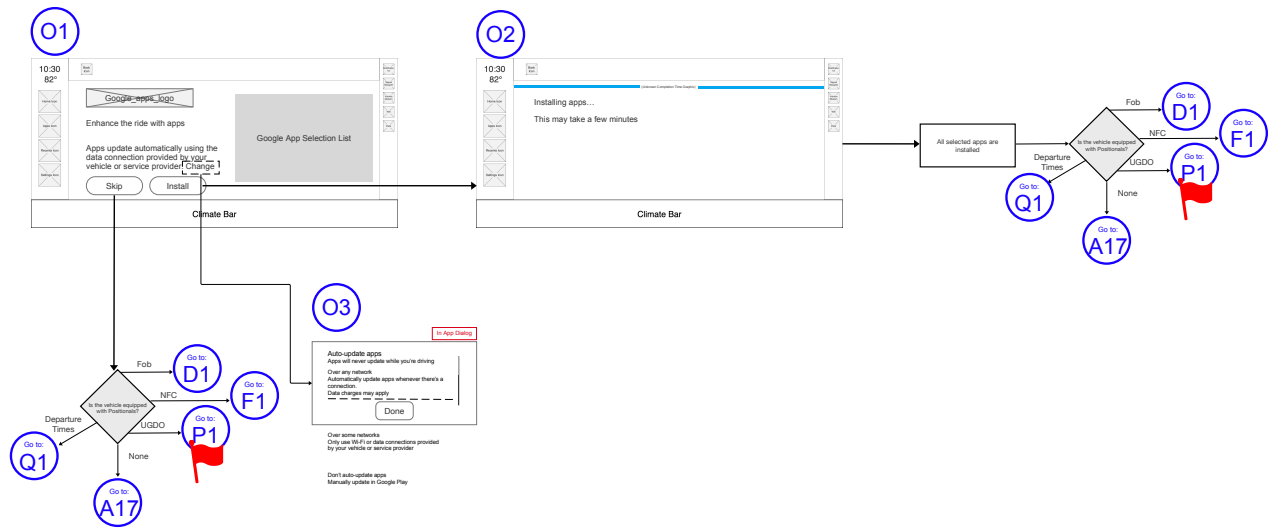 O1
10:30
82º
Google_apps_logo
Enhance the ride with apps
Apps update automatically using the
data connection provided by your
vehicle or service provider. Change
Skip
Install
Google App Selection List
Climate Bar
O2
10:30
82º
Installing apps…
This may take a few minutes
Climate Bar
All selected apps are
installed
Is the vehicle equipped
with Positionals?
Fob
Go to:
D1
NFC
Go to:
F1
UGDO
Go to:
P1
Departure
Times
Go to:
Q1
None
Go to:
A17
O3
In App Dialog
Auto-update apps
Apps will never update while you're driving
Over any network
Automatically update apps whenever there's a
connection.
Data charges may apply
Done
Over some networks
Only use Wi-Fi or data connections provided
by your vehicle or service provider
Don't auto-update apps
Manually update in Google Play
Is the vehicle equipped
with Positionals?
Fob
Go to:
D1
NFC
Go to:
F1
UGDO
Go to:
P1
Departure
Times
Go to:
Q1
None
Go to:
A17